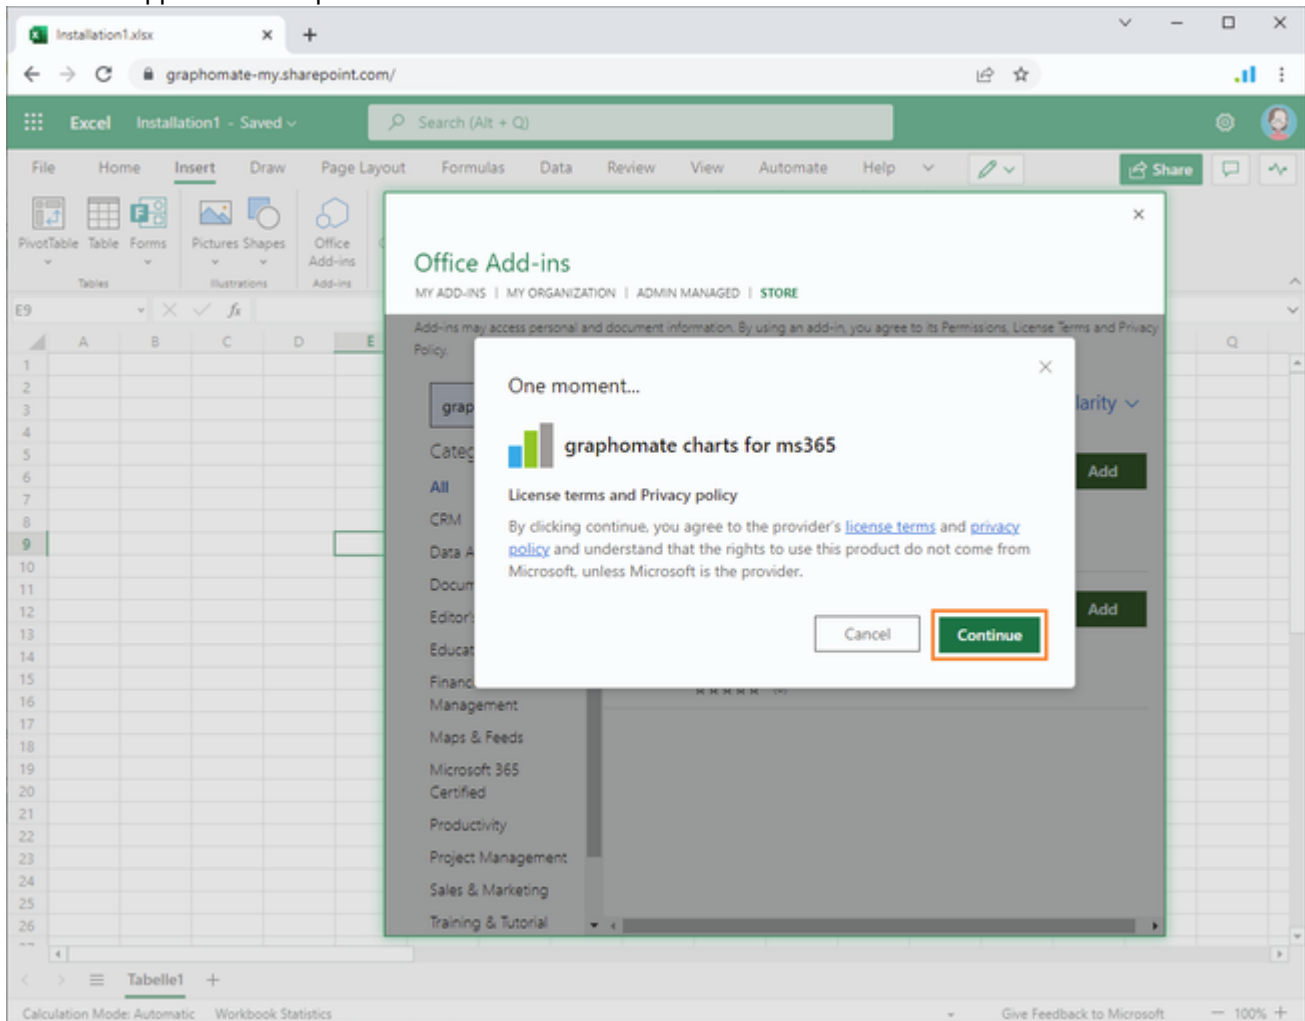 Installation1.xlsx
graphomate-my.sharepoint.com/
Excel Installation1 - Saved
Search (Alt + Q)
File Home Insert Draw Page Layout Formulas Data Review View Automate Help Share
PivotTable Table Forms Pictures Shapes Office Add-ins
Tables Illustrations Add-ins
Office Add-ins
MY ADD-INS | MY ORGANIZATION | ADMIN MANAGED | STORE
E9 fx
Add-ins may access personal and document information. By using an add-in, you agree to its Permissions, License Terms and Privacy
Policy.
A B C D E Q
1
2
3
4
5
6
7
8
9
10
11
12
13
14
15
16
17
18
19
20
21
22
23
24
25
26
grap
larity
Categ
All
CRM
Data A
Docum
Editor's
Educat
Financ
Management
Maps & Feeds
Microsoft 365
Certified
Productivity
Project Management
Sales & Marketing
Training & Tutorial
Add
Add
One moment...
graphomate charts for ms365
License terms and Privacy policy
By clicking continue, you agree to the provider's license terms and privacy
policy and understand that the rights to use this product do not come from
Microsoft, unless Microsoft is the provider.
Cancel Continue
Tabelle1
Calculation Mode: Automatic Workbook Statistics Give Feedback to Microsoft 100%